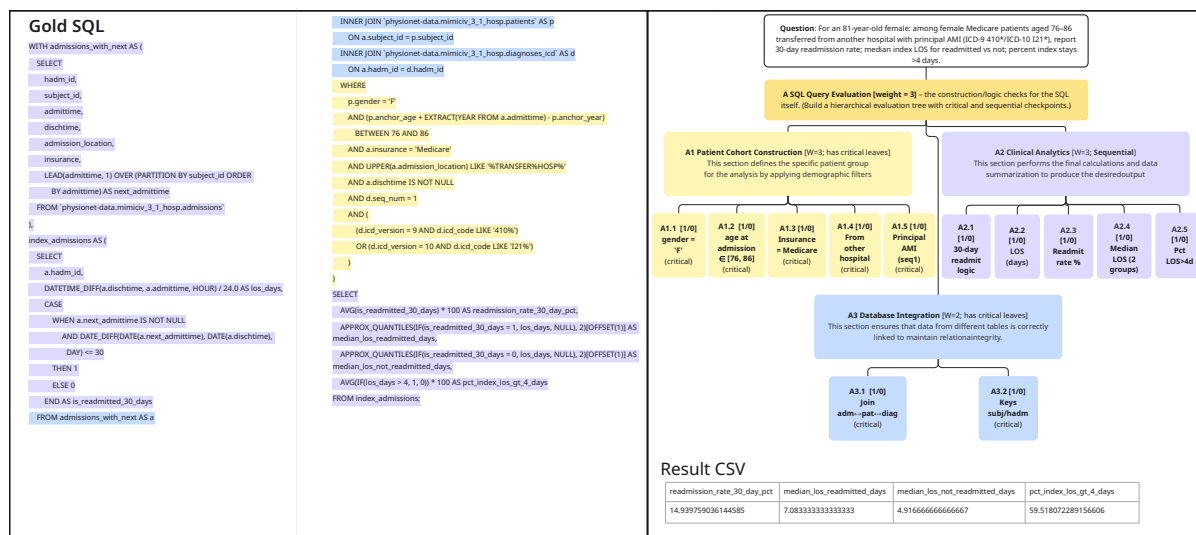 Gold SQL
WITH admissions_with_next AS (
SELECT
hadm_id,
subject_id,
admittime,
dischtime,
admission_location,
insurance,
LEAD(admittime, 1) OVER (PARTITION BY subject_id ORDER
BY admittime) AS next_admittime
FROM `physionet-data.mimiciv_3_1_hosp.admissions`
),
index_admissions AS (
SELECT
a.hadm_id,
DATETIME_DIFF(a.dischtime, a.admittime, HOUR) / 24.0 AS los_days,
CASE
WHEN a.next_admittime IS NOT NULL
AND DATE_DIFF(DATE(a.next_admittime), DATE(a.dischtime),
DAY) <= 30
THEN 1
ELSE 0
END AS is_readmitted_30_days
FROM admissions_with_next AS a
INNER JOIN `physionet-data.mimiciv_3_1_hosp.patients` AS p
ON a.subject_id = p.subject_id
INNER JOIN `physionet-data.mimiciv_3_1_hosp.diagnoses_icd` AS d
ON a.hadm_id = d.hadm_id
WHERE
p.gender = 'F'
AND (p.anchor_age + EXTRACT(YEAR FROM a.admittime) - p.anchor_year)
BETWEEN 76 AND 86
AND a.insurance = 'Medicare'
AND UPPER(a.admission_location) LIKE '%TRANSFER%HOSP%'
AND a.dischtime IS NOT NULL
AND d.seq_num = 1
AND (
(d.icd_version = 9 AND d.icd_code LIKE '410%')
OR (d.icd_version = 10 AND d.icd_code LIKE 'I21%')
)
)
SELECT
AVG(is_readmitted_30_days) * 100 AS readmission_rate_30_day_pct,
APPROX_QUANTILES(IF(is_readmitted_30_days = 1, los_days, NULL), 2)[OFFSET(1)] AS
median_los_readmitted_days,
APPROX_QUANTILES(IF(is_readmitted_30_days = 0, los_days, NULL), 2)[OFFSET(1)] AS
median_los_not_readmitted_days,
AVG(IF(los_days > 4, 1, 0)) * 100 AS pct_index_los_gt_4_days
FROM index_admissions;
Question: For an 81-year-old female: among female Medicare patients aged 76–86
transferred from another hospital with principal AMI (ICD-9 410*/ICD-10 I21*), report
30-day readmission rate; median index LOS for readmitted vs not; percent index stays
>4 days.
A SQL Query Evaluation [weight = 3] – the construction/logic checks for the SQL
itself. (Build a hierarchical evaluation tree with critical and sequential checkpoints.)
A1 Patient Cohort Construction [W=3; has critical leaves]
This section defines the specific patient group
for the analysis by applying demographic filters
A2 Clinical Analytics [W=3; Sequential]
This section performs the final calculations and data
summarization to produce the desiredoutput
A1.1 [1/0]
gender =
'F'
(critical)
A1.2 [1/0]
age at
admission
∈ [76, 86]
(critical)
A1.3 [1/0]
Insurance
= Medicare
(critical)
A1.4 [1/0]
From
other
hospital
(critical)
A1.5 [1/0]
Principal
AMI
(seq1)
(critical)
A2.1
[1/0]
30-day
readmit
logic
A2.2
[1/0]
LOS
(days)
A2.3
[1/0]
Readmit
rate %
A2.4
[1/0]
Median
LOS (2
groups)
A2.5
[1/0]
Pct
LOS>4d
A3 Database Integration [W=2; has critical leaves]
This section ensures that data from different tables is correctly
linked to maintain relationaintegrity.
A3.1 [1/0]
Join
adm↔pat↔diag
(critical)
A3.2 [1/0]
Keys
subj/hadm
(critical)
Result CSV
readmission_rate_30_day_pct median_los_readmitted_days median_los_not_readmitted_days pct_index_los_gt_4_days
14.939759036144585 7.083333333333333 4.916666666666667 59.518072289156606